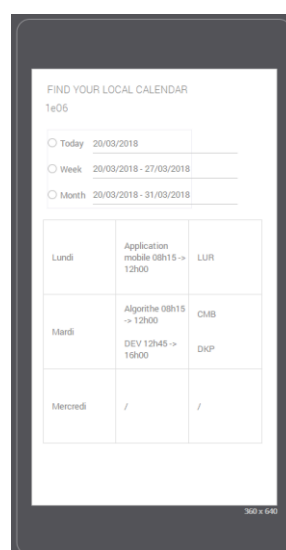 FIND YOUR LOCAL CALENDAR
1e06
Today 20/03/2018
Week 20/03/2018 - 27/03/2018
Month 20/03/2018 - 31/03/2018
Lundi
Application
mobile 08h15 ->
12h00
LUR
Mardi
Algorithe 08h15
-> 12h00
CMB
DEV 12h45 ->
16h00
DKP
Mercredi / /
360 x 640